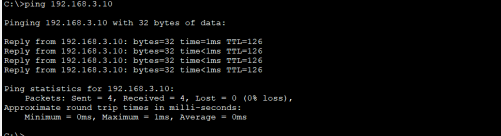 C:\>ping 192.168.3.10
Pinging 192.168.3.10 with 32 bytes of data:
Reply from 192.168.3.10: bytes=32 time=1ms TTL=126
Reply from 192.168.3.10: bytes=32 time<1ms TTL=126
Reply from 192.168.3.10: bytes=32 time<1ms TTL=126
Reply from 192.168.3.10: bytes=32 time<1ms TTL=126
Ping statistics for 192.168.3.10:
Packets: Sent = 4, Received = 4, Lost = 0 (0% loss),
Approximate round trip times in milli-seconds:
Minimum = 0ms, Maximum = 1ms, Average = 0ms
C:\>